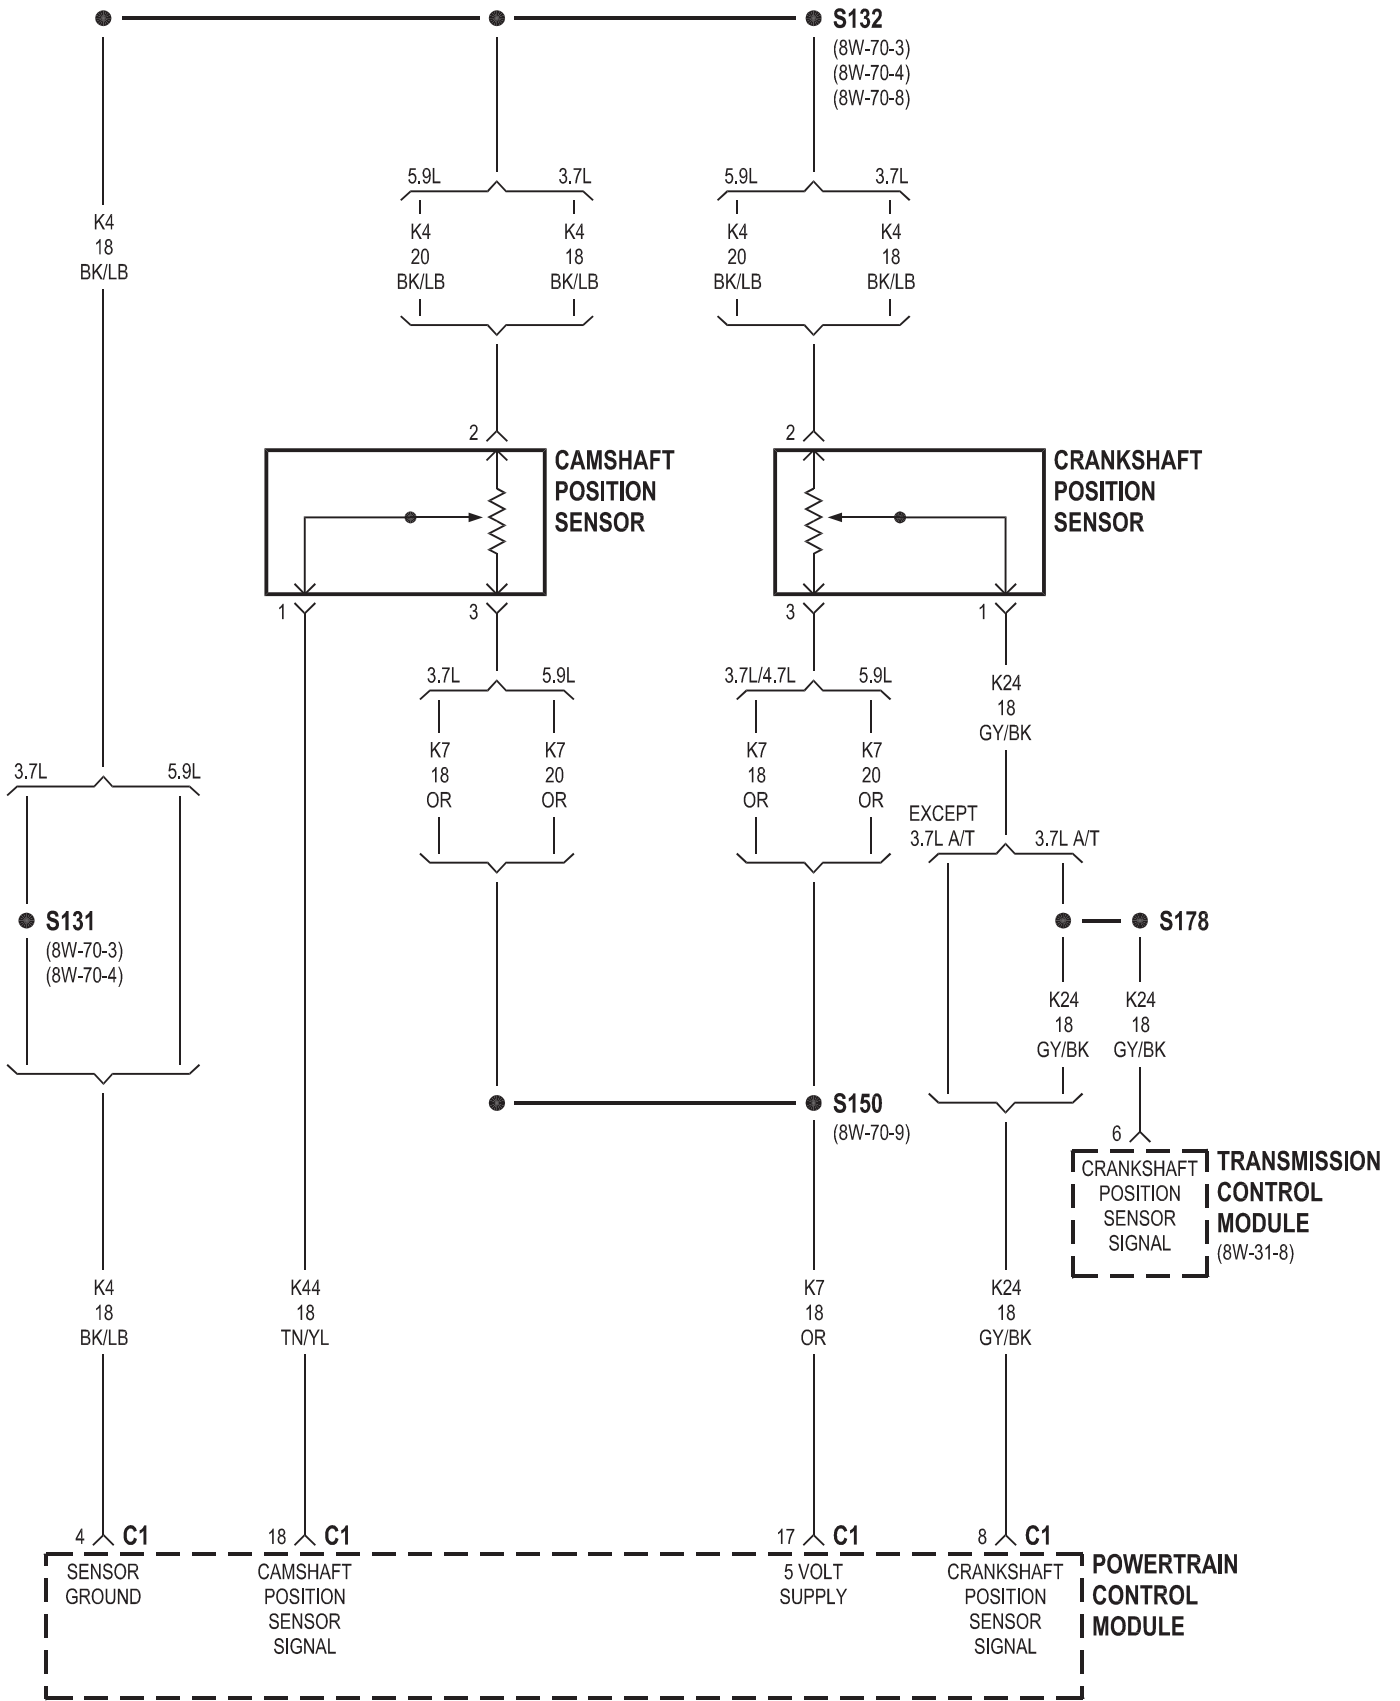 S132
(8W-70-3)
(8W-70-4)
(8W-70-8)
5.9L
3.7L
5.9L
3.7L
K4
18
BK/LB
K4
20
BK/LB
K4
18
BK/LB
K4
20
BK/LB
K4
18
BK/LB
2
CAMSHAFT
POSITION
SENSOR
2
CRANKSHAFT
POSITION
SENSOR
1
3
3
1
3.7L
5.9L
3.7L/4.7L
5.9L
K24
18
GY/BK
K7
18
OR
K7
20
OR
K7
18
OR
K7
20
OR
3.7L
5.9L
EXCEPT
3.7L A/T
3.7L A/T
S131
(8W-70-3)
(8W-70-4)
S178
K24
18
GY/BK
K24
18
GY/BK
S150
(8W-70-9)
6
CRANKSHAFT
POSITION
SENSOR
SIGNAL
TRANSMISSION
CONTROL
MODULE
(8W-31-8)
K4
18
BK/LB
K44
18
TN/YL
K7
18
OR
K24
18
GY/BK
4 C1
18 C1
17 C1
8 C1
SENSOR
GROUND
CAMSHAFT
POSITION
SENSOR
SIGNAL
5 VOLT
SUPPLY
CRANKSHAFT
POSITION
SENSOR
SIGNAL
POWERTRAIN
CONTROL
MODULE